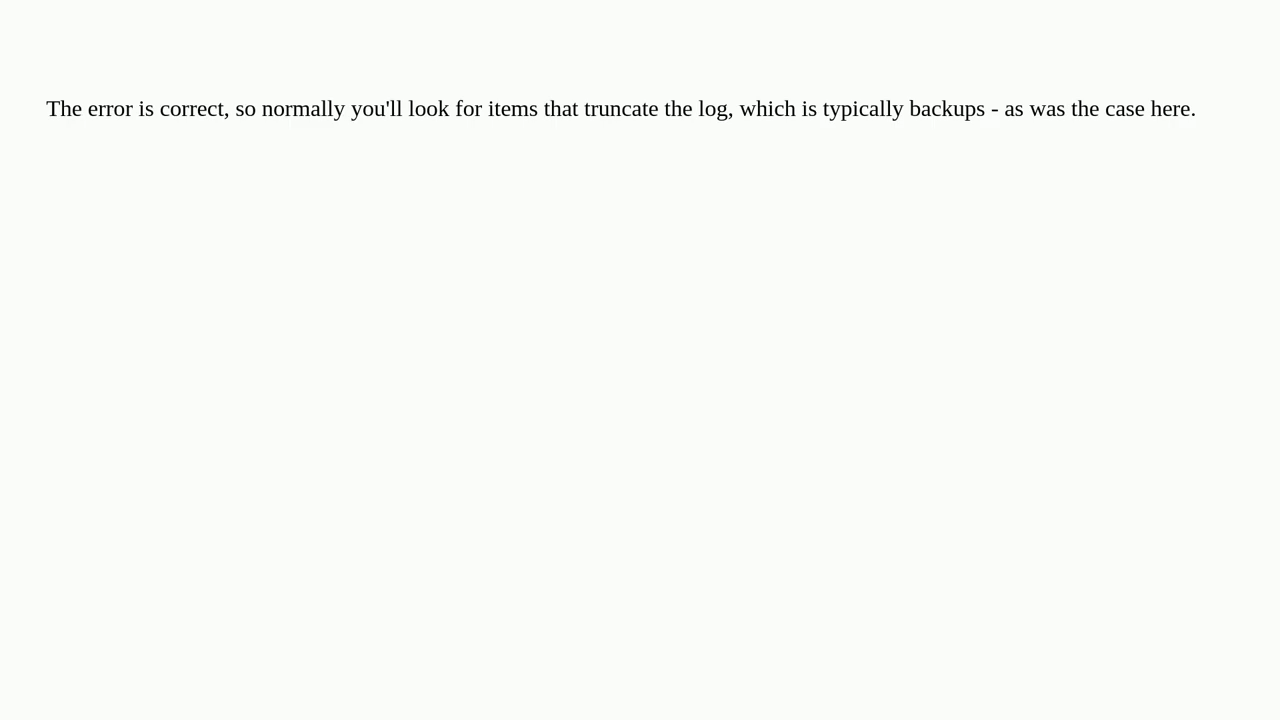 The error is correct, so normally you'll look for items that truncate the log, which is typically backups - as was the case here.